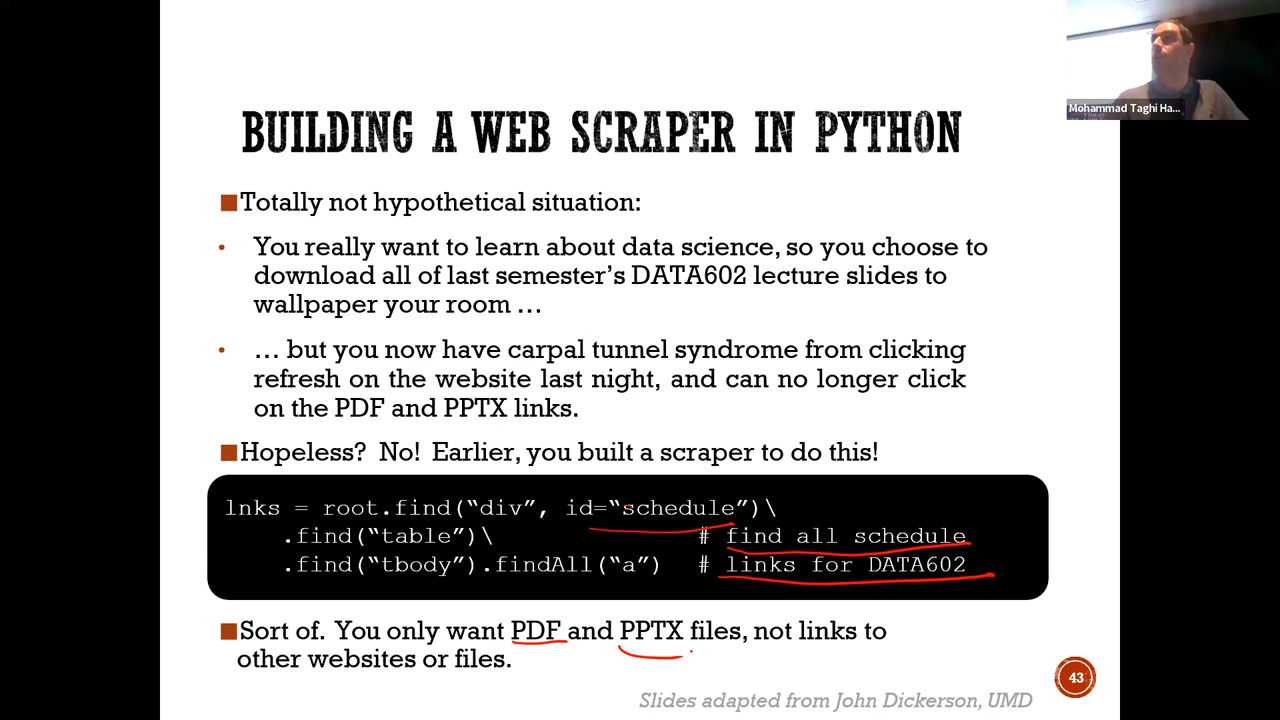 Mohammad Taghi Ha...
BUILDING A WEB SCRAPER IN PYTHON
Totally not hypothetical situation:
• You really want to learn about data science, so you choose to
download all of last semester’s DATA602 lecture slides to
wallpaper your room …
• … but you now have carpal tunnel syndrome from clicking
refresh on the website last night, and can no longer click
on the PDF and PPTX links.
Hopeless? No! Earlier, you built a scraper to do this!
lnks = root.find(“div”, id=“schedule”)\
.find(“table”)\ # find all schedule
.find(“tbody”).findAll(“a”) # links for DATA602
Sort of. You only want PDF and PPTX files, not links to
other websites or files.
43
Slides adapted from John Dickerson, UMD